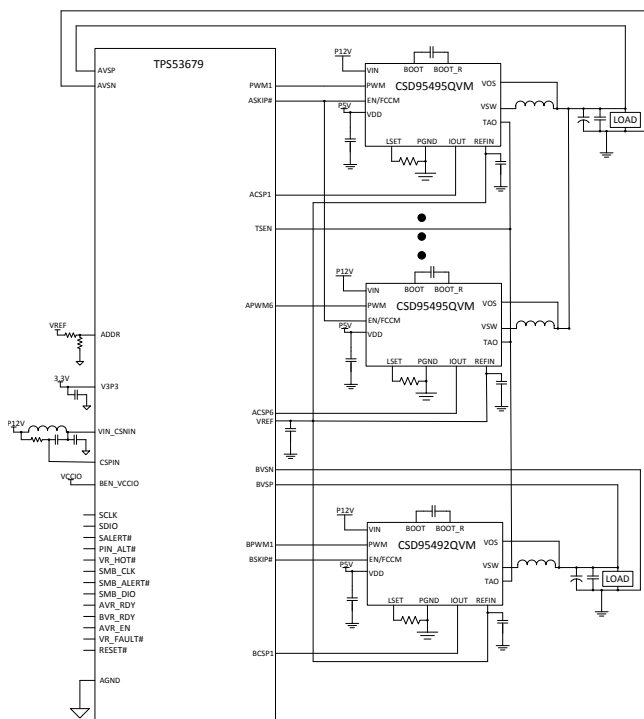 TPS53679
AVSP
AVSN
PWM1
ASKIP#
ACSP1
TSEN
APWM6
ADDR
VREF
3.3V
V3P3
P12V
VIN_CSNIN
CSPIN
VCCIO
BEN_VCCIO
ACSP6
VREF
BVSN
BVSP
BPWM1
BSKIP#
BCSP1
SCLK
SDIO
SALERT#
PIN_ALT#
VR_HOT#
SMB_CLK
SMB_ALERT#
SMB_DIO
AVR_RDY
BVR_RDY
AVR_EN
VR_FAULT#
RESET#
AGND
P12V
P5V
VIN
BOOT
BOOT_R
PWM
CSD95495QVM
EN/FCCM
VDD
VOS
VSW
TAO
LSET
PGND
IOUT
REFIN
LOAD
P12V
P5V
VIN
BOOT
BOOT_R
PWM
CSD95495QVM
EN/FCCM
VDD
VOS
VSW
TAO
LSET
PGND
IOUT
REFIN
P12V
P5V
VIN
BOOT
BOOT_R
PWM
CSD95492QVM
EN/FCCM
VDD
VOS
VSW
TAO
LSET
PGND
IOUT
REFIN
LOAD